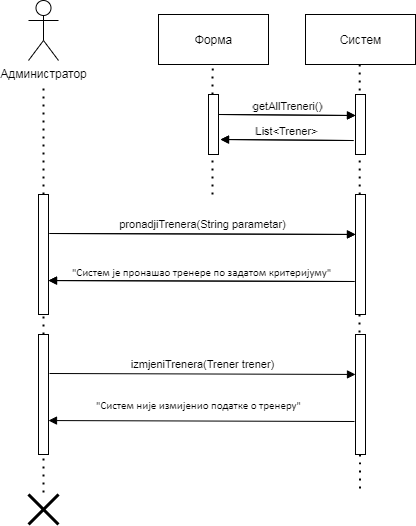 Форма
Систем
Администратор
getAllTreneri()
List<Trener>
pronadjiTrenera(String parametar)
"Систем је пронашао тренере по задатом критеријуму"
izmjeniTrenera(Trener trener)
"Систем није измијенио податке о тренеру"